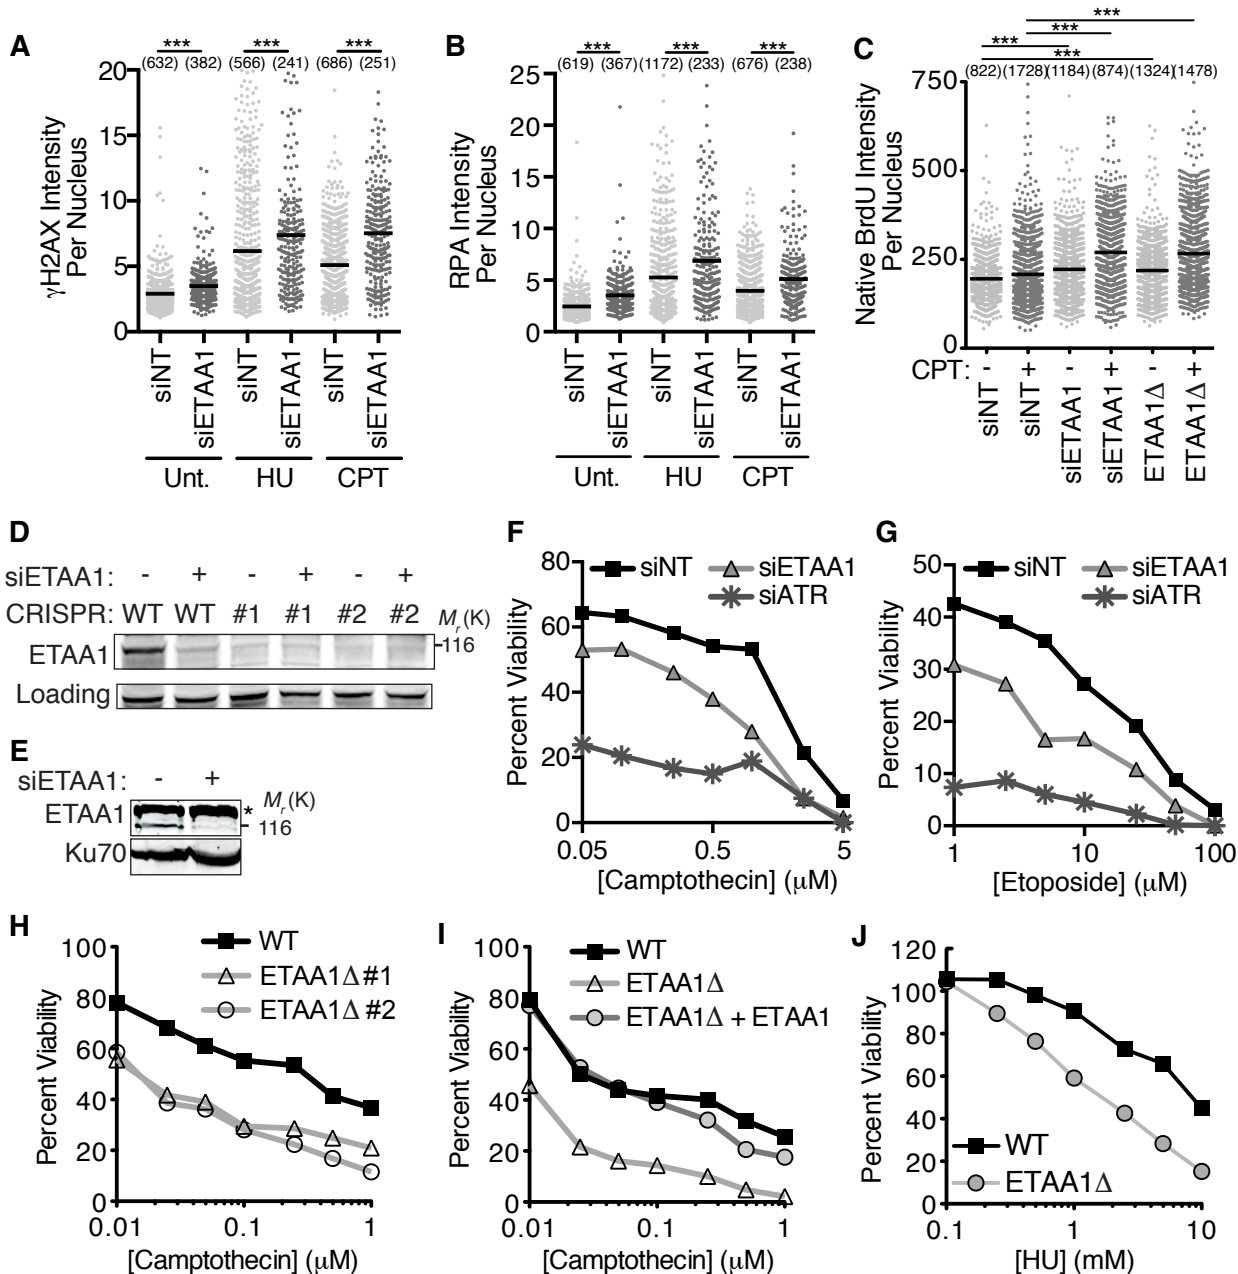 A
*** *** ***
(632) (382) (566) (241) (686) (251)
γH2AX Intensity
Per Nucleus
20
15
10
5
0
siNT siETAA1 siNT siETAA1 siNT siETAA1
Unt. HU CPT
B
*** *** ***
(619) (367) (1172) (233) (676) (238)
RPA Intensity
Per Nucleus
25
20
15
10
5
0
siNT siETAA1 siNT siETAA1 siNT siETAA1
Unt. HU CPT
C
***
***
***
***
(822) (1728) (1184) (874) (1324) (1478)
Native BrdU Intensity
Per Nucleus
750
500
250
0
CPT: - + - + - +
siNT siNT siETAA1 siETAA1 ETAA1Δ ETAA1Δ
D
siETAA1: - + - + - +
CRISPR: WT WT #1 #1 #2 #2
Mr(K)
ETAA1
116
Loading
E
siETAA1: - +
Mr(K)
ETAA1
*
116
Ku70
F
siNT siETAA1
siATR
Percent Viability
80
60
40
20
0
0.05 0.5 5
[Camptothecin] (μM)
G
siNT siETAA1
siATR
Percent Viability
50
40
30
20
10
0
1 10 100
[Etoposide] (μM)
H
WT
ETAA1Δ #1
ETAA1Δ #2
Percent Viability
100
80
60
40
20
0
0.01 0.1 1
[Camptothecin] (μM)
I
WT
ETAA1Δ
ETAA1Δ + ETAA1
Percent Viability
100
80
60
40
20
0
0.01 0.1 1
[Camptothecin] (μM)
J
WT
ETAA1Δ
Percent Viability
120
100
80
60
40
20
0
0.1 1 10
[HU] (mM)